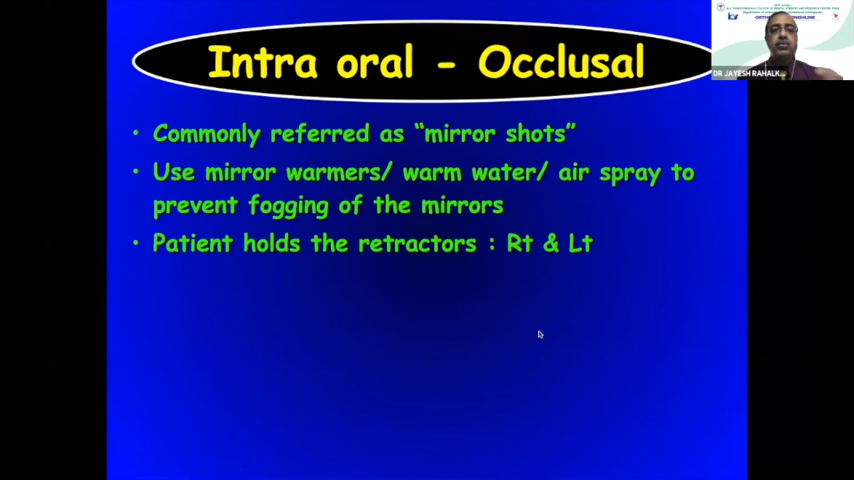 Intra oral - Occlusal
• Commonly referred as “mirror shots”
• Use mirror warmers/ warm water/ air spray to
prevent fogging of the mirrors
• Patient holds the retractors : Rt & Lt
DR JAYESH RAHALK...